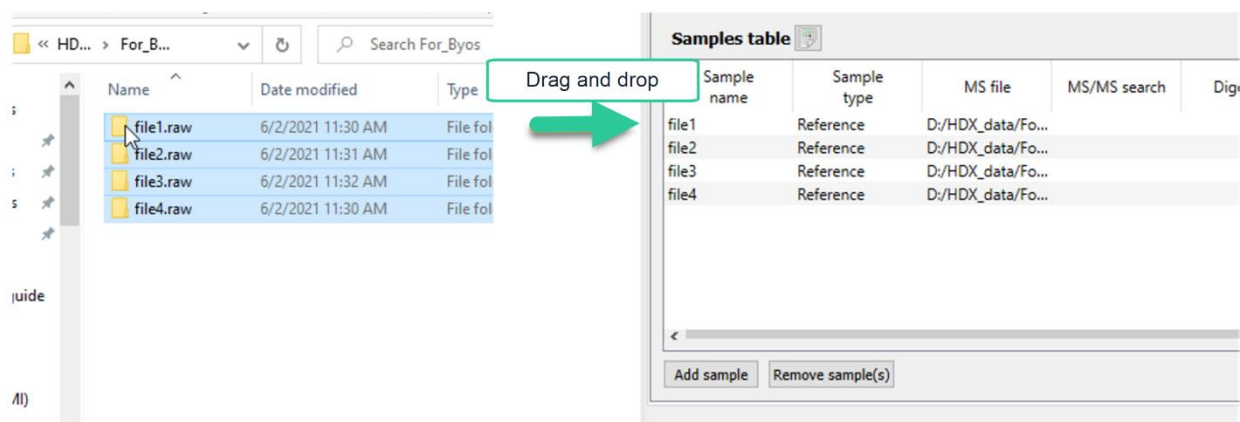 « HD... > For_B...
Search For_Byos
Name
Date modified
Type
file1.raw 6/2/2021 11:30 AM File fol
file2.raw 6/2/2021 11:31 AM File fol
file3.raw 6/2/2021 11:32 AM File fol
file4.raw 6/2/2021 11:30 AM File fol
s
uide
MI)
Drag and drop
Samples table
Sample name
Sample type
MS file
MS/MS search
Dige
file1 Reference D:/HDX_data/Fo...
file2 Reference D:/HDX_data/Fo...
file3 Reference D:/HDX_data/Fo...
file4 Reference D:/HDX_data/Fo...
Add sample
Remove sample(s)